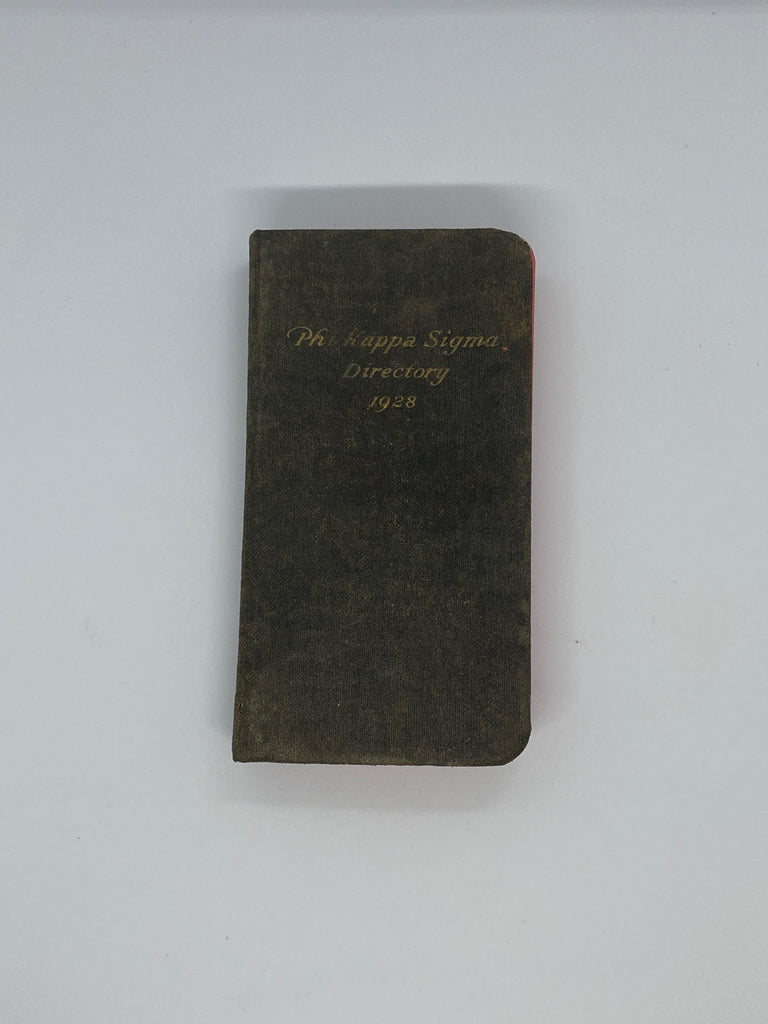 Phi Kappa Sigma
Directory
1928